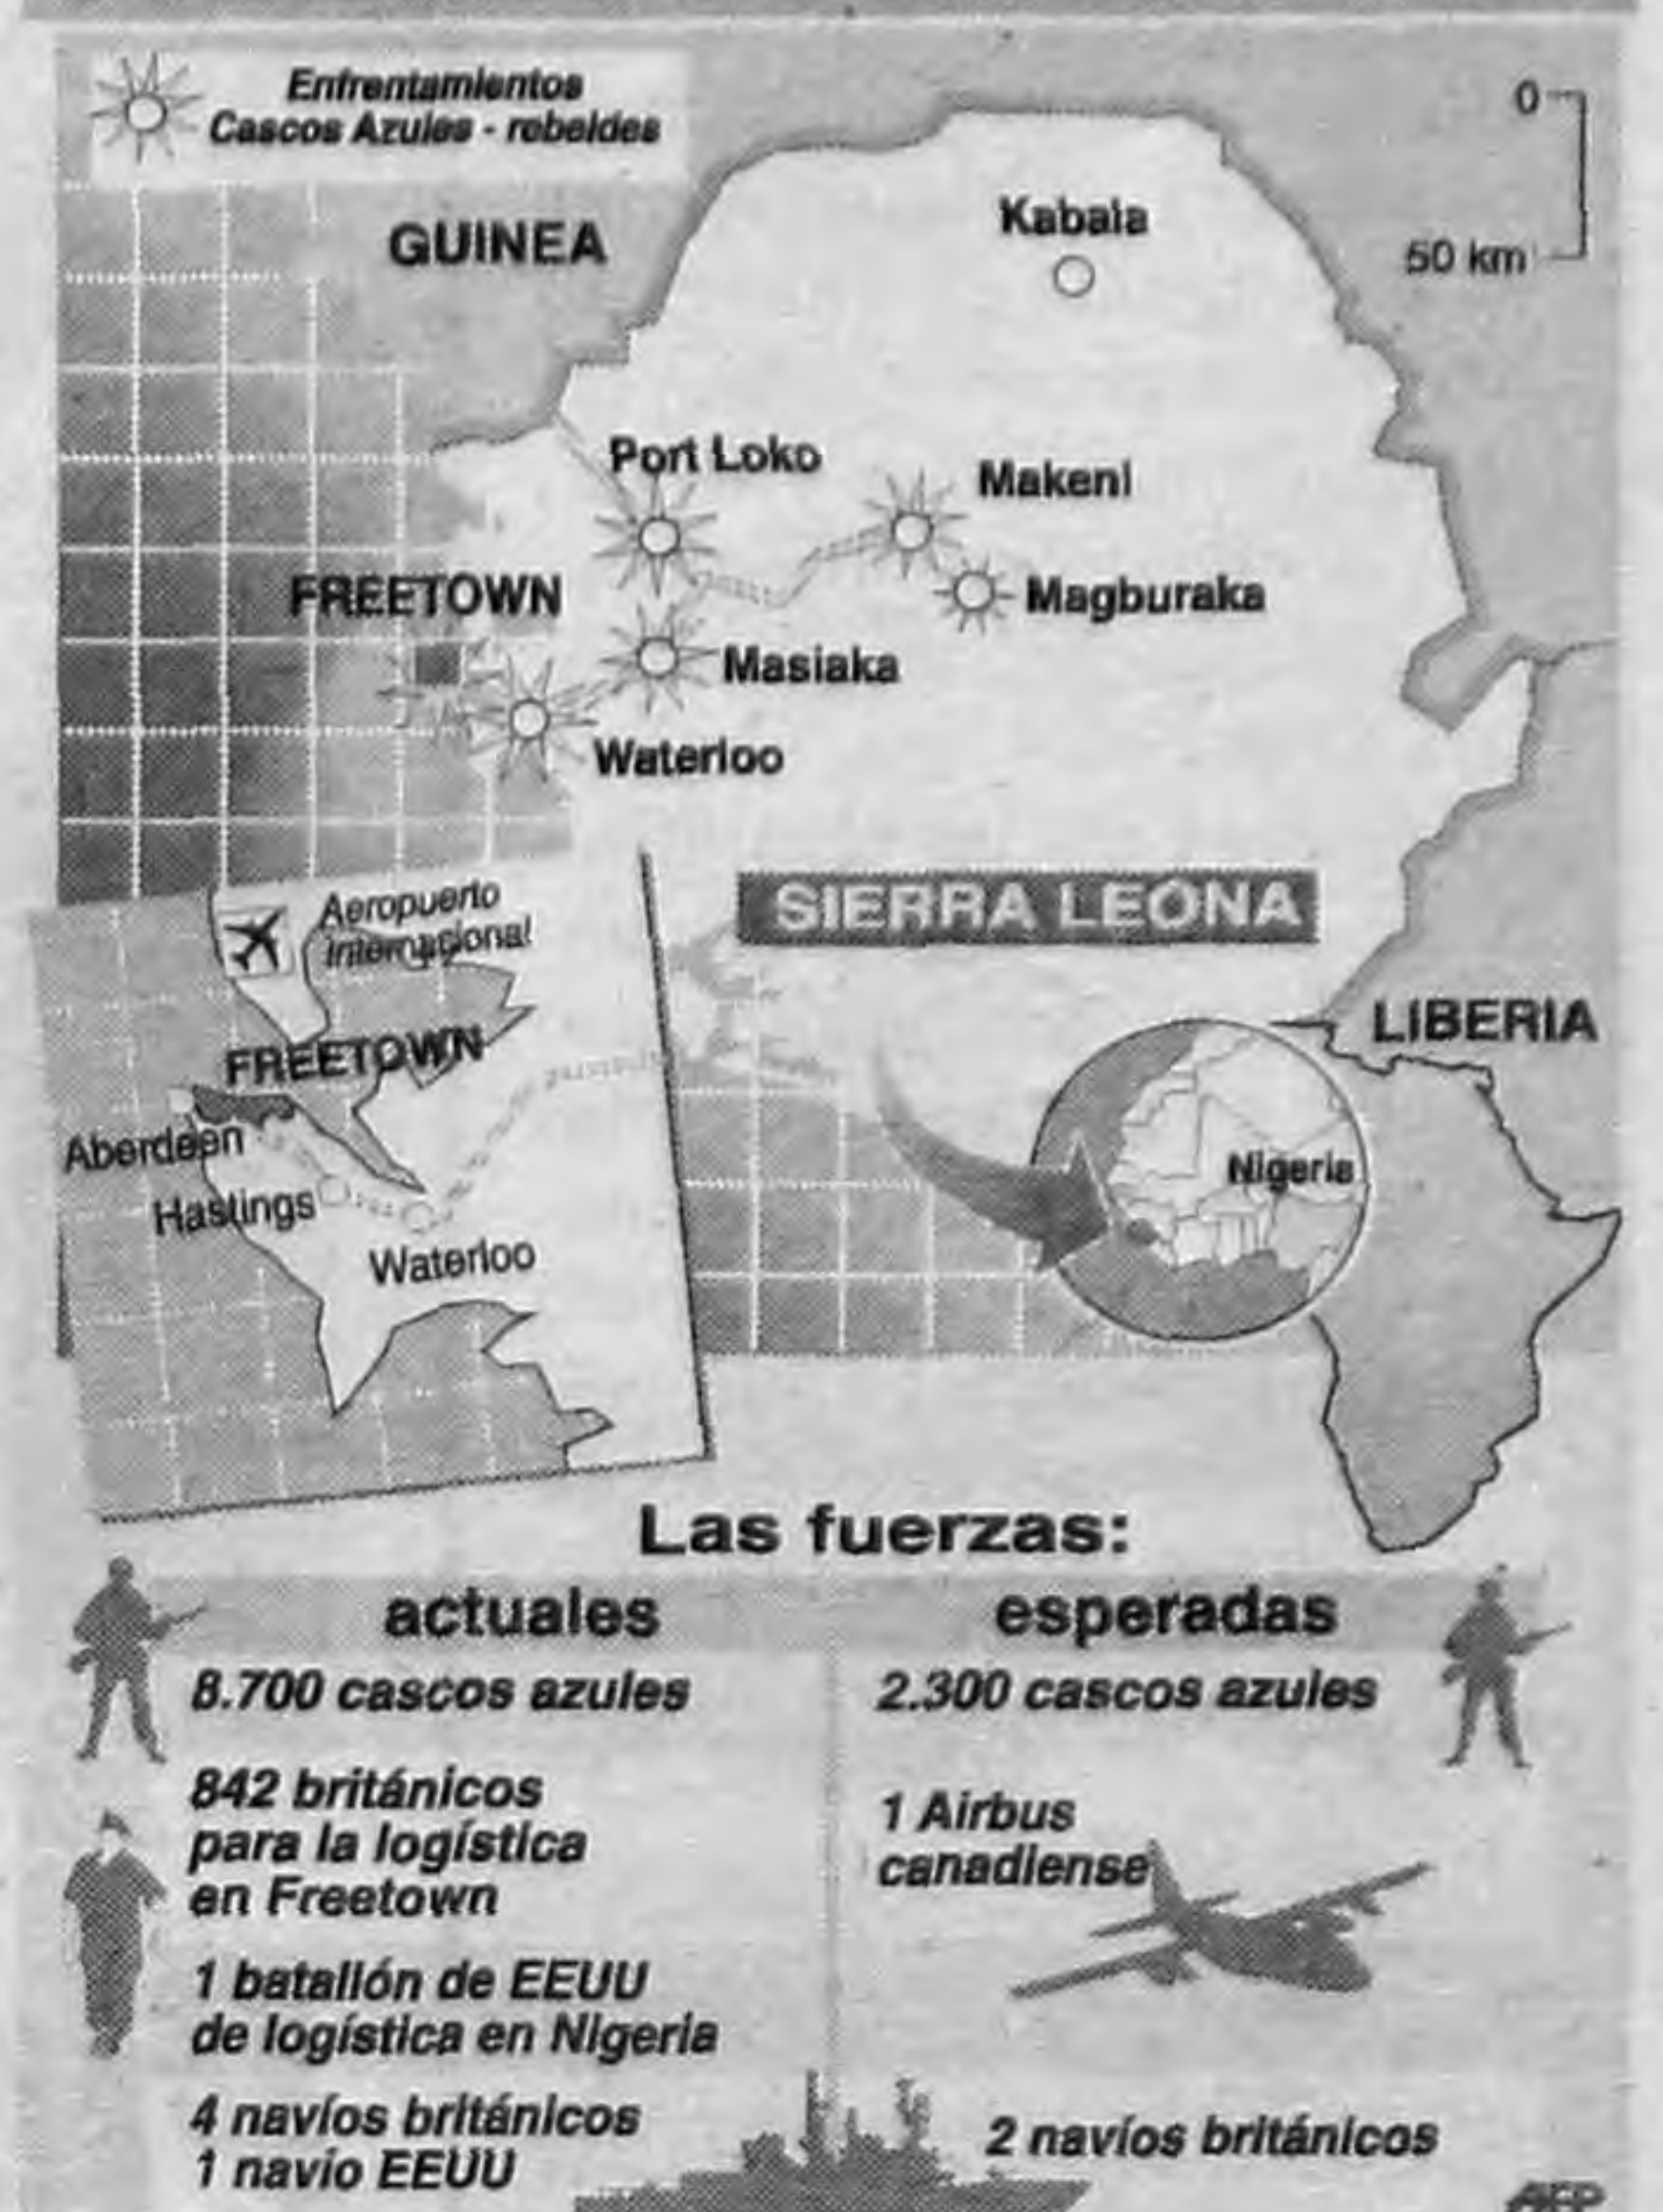 Enfrentamientos
Cascos Azules - rebeldes
0
50 km
GUINEA
Kabala
Port Loko
Makeni
FREETOWN
Magburaka
Masiaka
Waterloo
SIERRA LEONA
Aeropuerto
internacional
FREETOWN
LIBERIA
Nigeria
Aberdeen
Hastings
Waterloo
Las fuerzas:
actuales
esperadas
8.700 cascos azules
2.300 cascos azules
842 británicos
para la logística
en Freetown
1 Airbus
canadiense
1 batallón de EEUU
de logística en Nigeria
4 navíos británicos
1 navío EEUU
2 navíos británicos
AFP